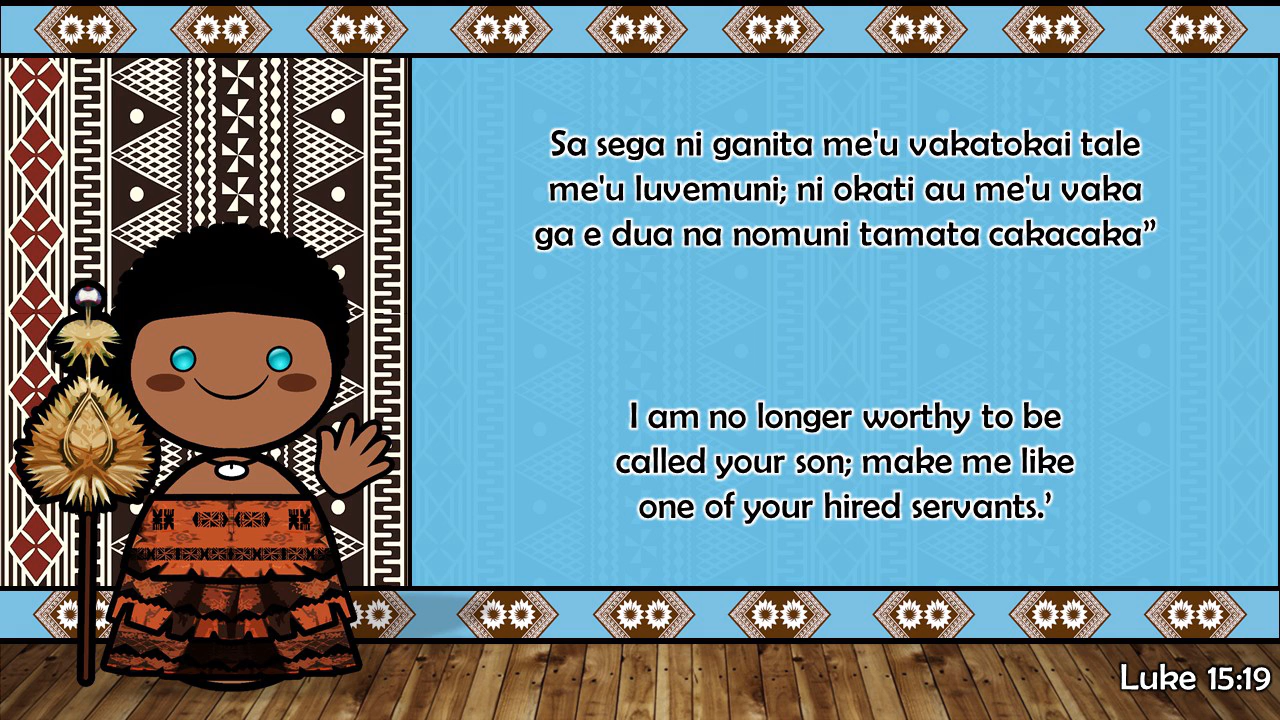 Sa sega ni ganita me'u vakatokai tale
me'u luvemuni; ni okati au me'u vaka
ga e dua na nomuni tamata cakacaka”
I am no longer worthy to be
called your son; make me like
one of your hired servants.’
Luke 15:19